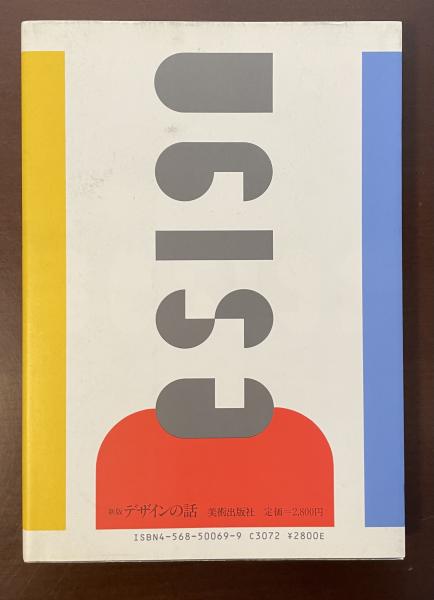 Design
新版 デザインの話 美術出版社 定価=2,800円
ISBN4-568-50069-9 C3072 ¥2800E